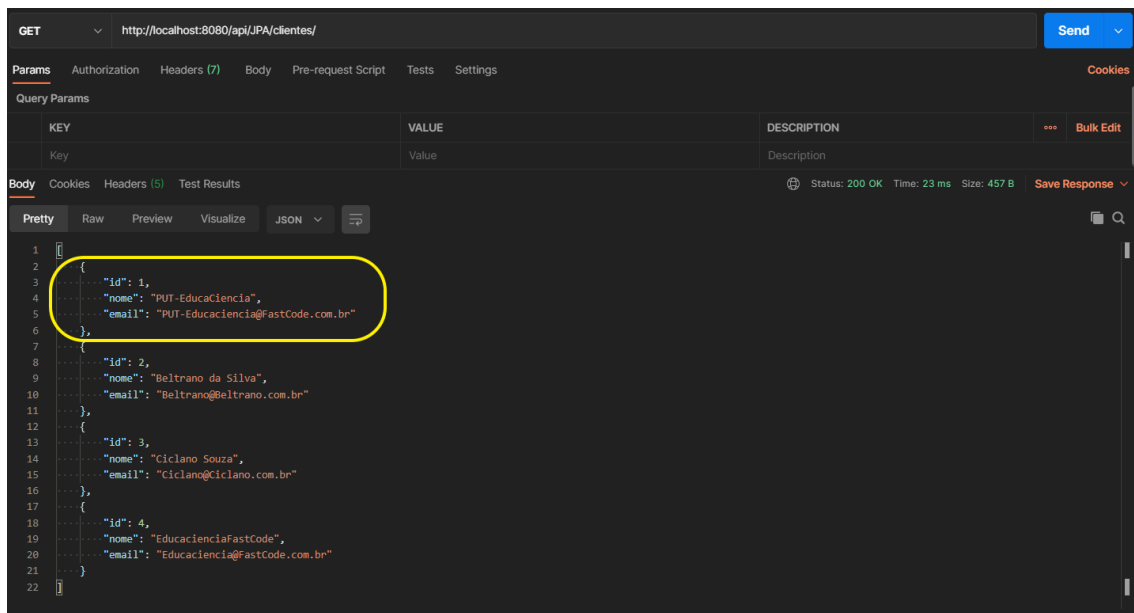 GET http://localhost:8080/api/JPA/clientes/ Send
Params Authorization Headers (7) Body Pre-request Script Tests Settings Cookies
Query Params
KEY VALUE DESCRIPTION ooo Bulk Edit
Key Value Description
Body Cookies Headers (5) Test Results Status: 200 OK Time: 23 ms Size: 457 B Save Response
Pretty Raw Preview Visualize JSON
1 [
2 {
3 "id": 1,
4 "nome": "PUT-EducaCiencia",
5 "email": "PUT-Educaciencia@FastCode.com.br"
6 },
7 {
8 "id": 2,
9 "nome": "Beltrano da Silva",
10 "email": "Beltrano@Beltrano.com.br"
11 },
12 {
13 "id": 3,
14 "nome": "Ciclano Souza",
15 "email": "Ciclano@Ciclano.com.br"
16 },
17 {
18 "id": 4,
19 "nome": "EducacienciaFastCode",
20 "email": "Educaciencia@FastCode.com.br"
21 }
22 ]